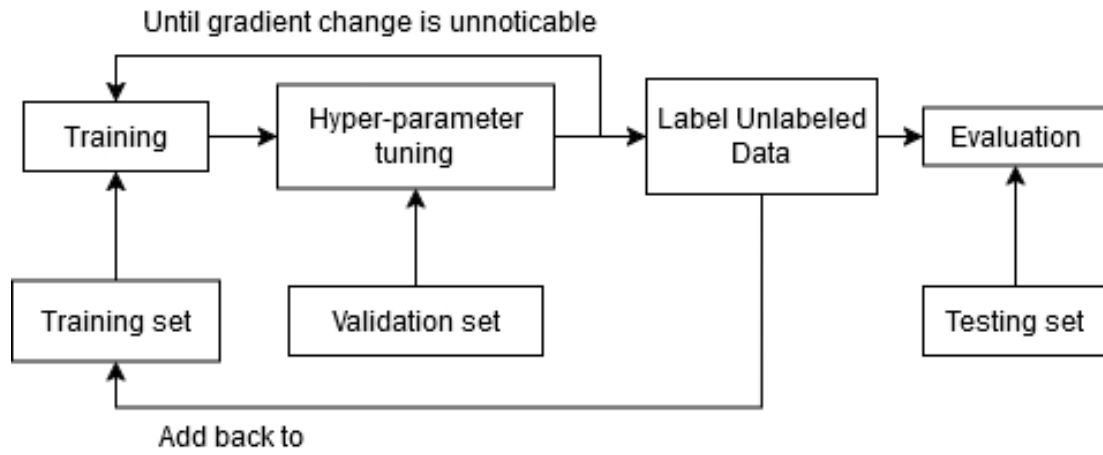 Until gradient change is unnoticable
Training
Hyper-parameter
tuning
Label Unlabeled
Data
Evaluation
Training set
Validation set
Testing set
Add back to